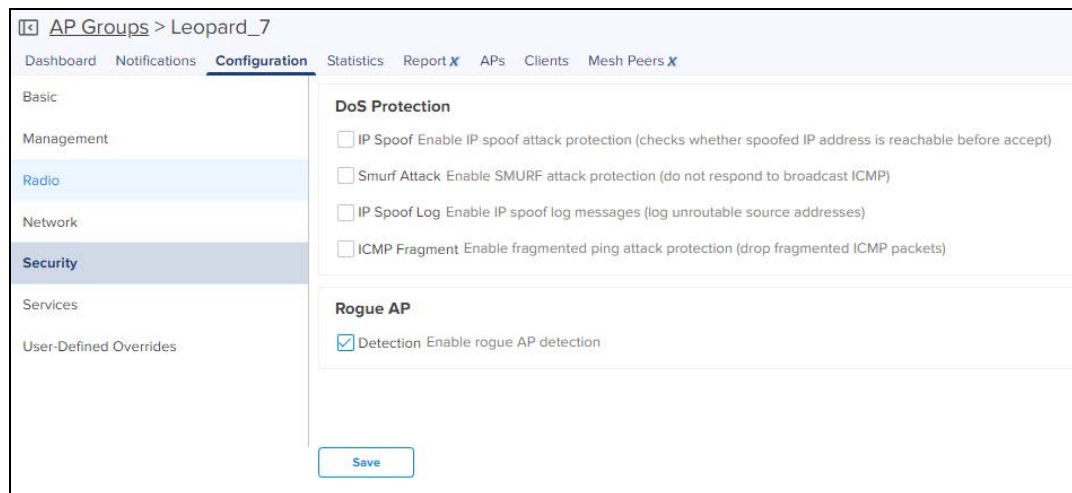 AP Groups > Leopard_7
Dashboard Notifications Configuration Statistics Report X APs Clients Mesh Peers X
Basic
Management
Radio
Network
Security
Services
User-Defined Overrides
DoS Protection
IP Spoof Enable IP spoof attack protection (checks whether spoofed IP address is reachable before accept)
Smurf Attack Enable SMURF attack protection (do not respond to broadcast ICMP)
IP Spoof Log Enable IP spoof log messages (log unroutable source addresses)
ICMP Fragment Enable fragmented ping attack protection (drop fragmented ICMP packets)
Rogue AP
Detection Enable rogue AP detection
Save